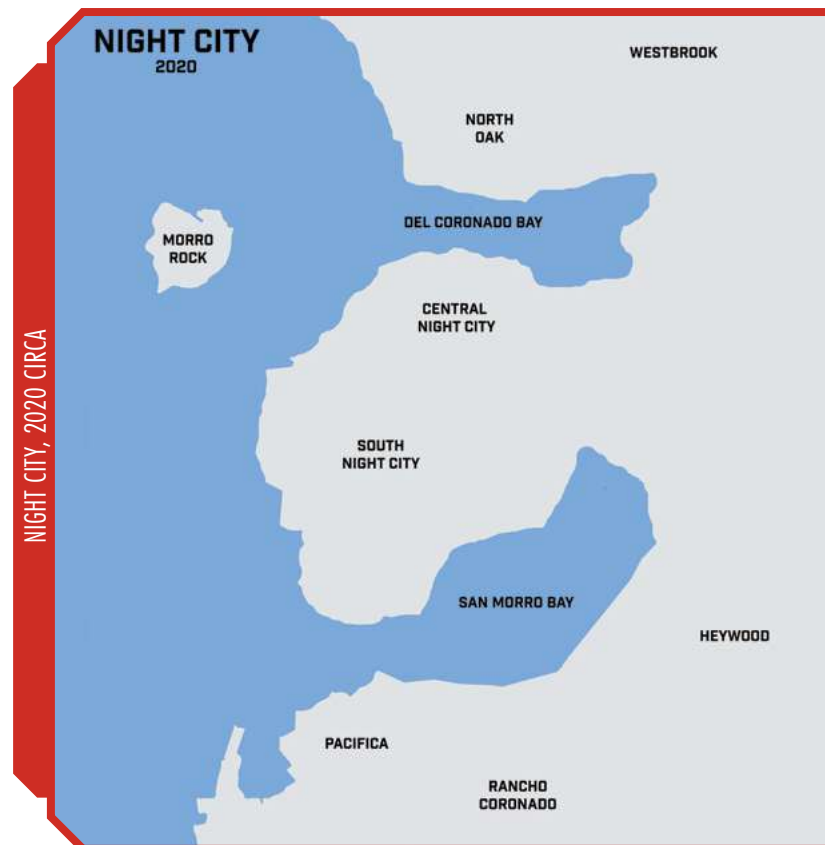 NIGHT CITY
2020
WESTBROOK
NORTH
OAK
DEL CORONADO BAY
MORRO
ROCK
CENTRAL
NIGHT CITY
SOUTH
NIGHT CITY
SAN MORRO BAY
HEYWOOD
PACIFICA
RANCHO
CORONADO
NIGHT CITY, 2020 CIRCA